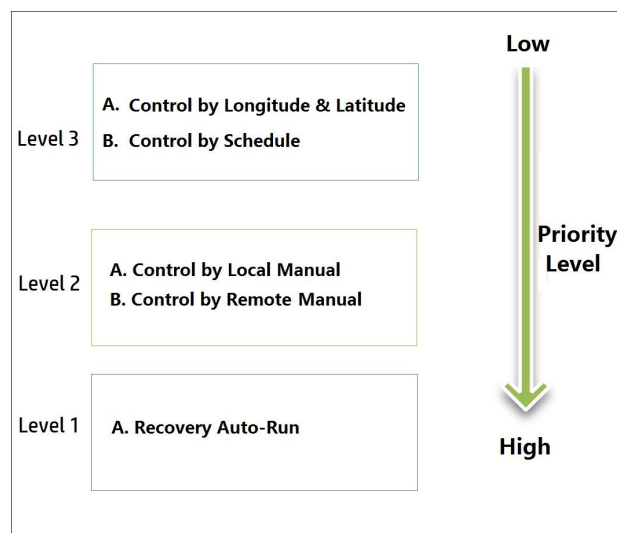 Low
A. Control by Longitude & Latitude
Level 3
B. Control by Schedule
Priority
Level
A. Control by Local Manual
Level 2
B. Control by Remote Manual
Level 1
A. Recovery Auto-Run
High